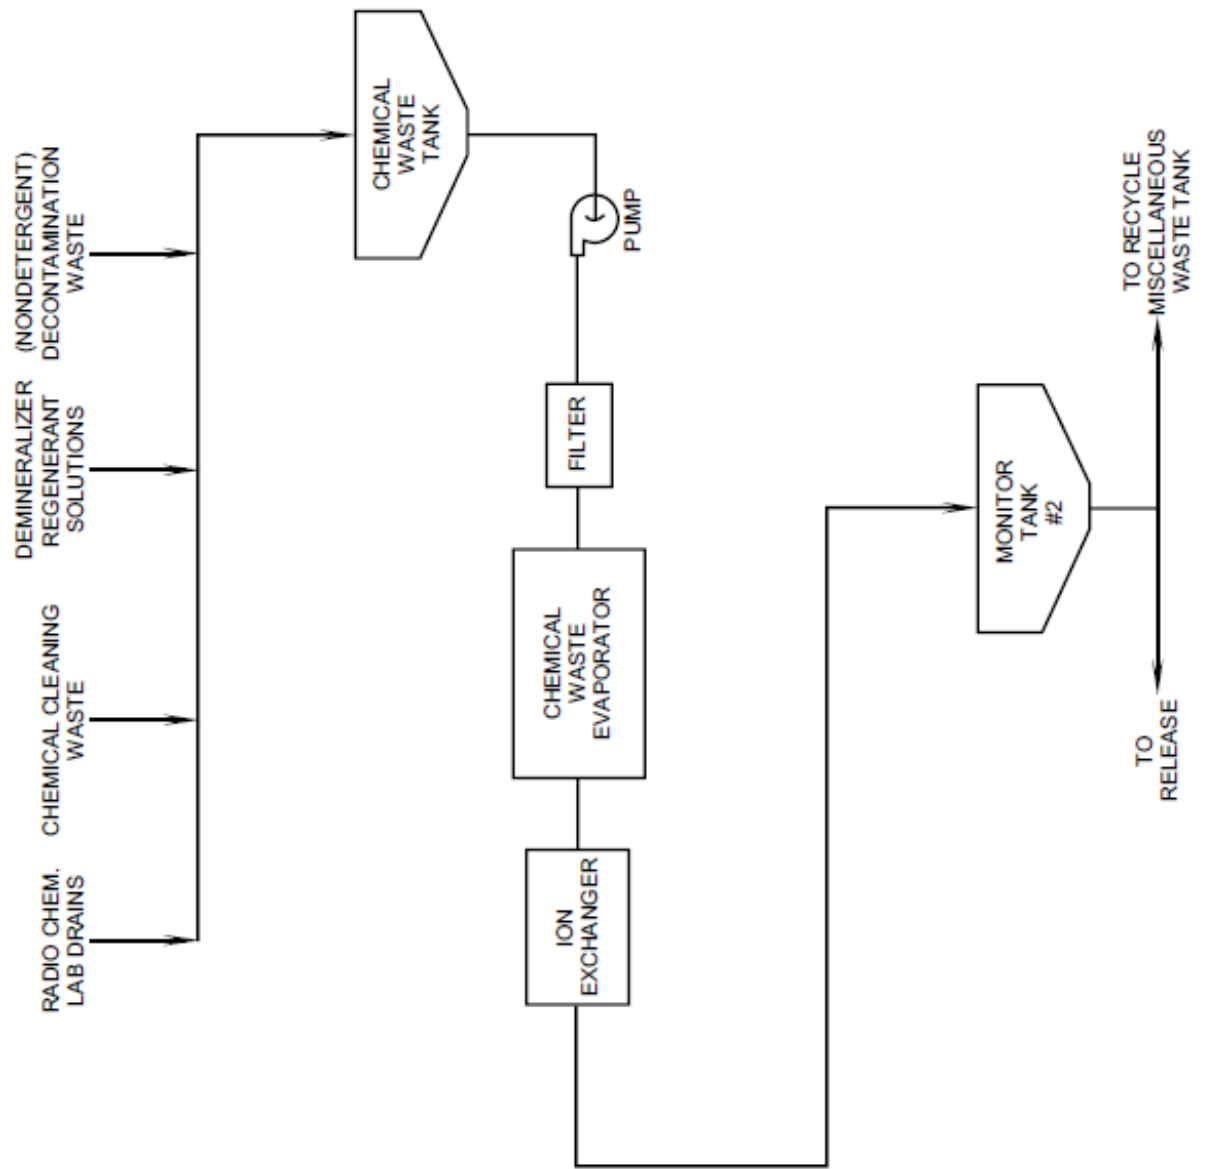 RADIO CHEM.
LAB DRAINS
CHEMICAL CLEANING
WASTE
DEMINERALIZER
REGENERANT
SOLUTIONS
(NONDETERGENT)
DECONTAMINATION
WASTE
CHEMICAL
WASTE
TANK
PUMP
FILTER
CHEMICAL
WASTE
EVAPORATOR
ION
EXCHANGER
MONITOR
TANK
#2
TO
RELEASE
TO RECYCLE
MISCELLANEOUS
WASTE TANK